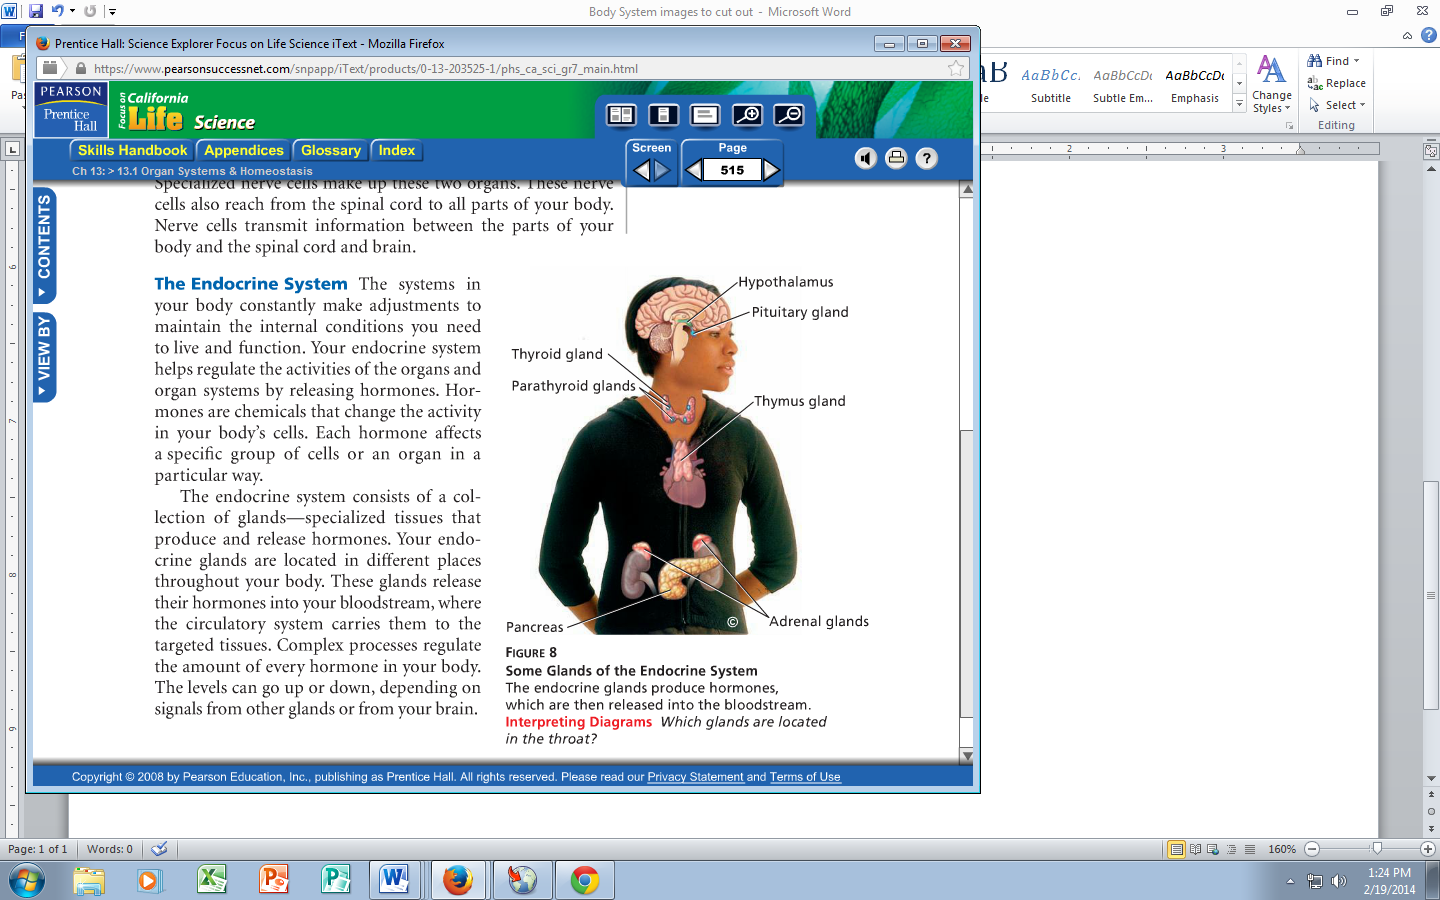 Body System images to cut out - Microsoft Word
Prentice Hall: Science Explorer Focus on Life Science iText - Mozilla Firefox
https://www.pearsonsuccessnet.com/snpapp/iText/products/0-13-203525-1/phs_ca_sci_gr7_main.html
PEARSON
Prentice
Hall
Focus on
California
Life Science
Skills Handbook
Appendices
Glossary
Index
Screen
Page
515
?
Ch 13: > 13.1 Organ Systems & Homeostasis
CONTENTS
VIEW BY
Specialized nerve cells make up these two organs. These nerve
cells also reach from the spinal cord to all parts of your body.
Nerve cells transmit information between the parts of your
body and the spinal cord and brain.
The Endocrine System The systems in
your body constantly make adjustments to
maintain the internal conditions you need
to live and function. Your endocrine system
helps regulate the activities of the organs and
organ systems by releasing hormones. Hor-
mones are chemicals that change the activity
in your body's cells. Each hormone affects
a specific group of cells or an organ in a
particular way.
The endocrine system consists of a col-
lection of glands—specialized tissues that
produce and release hormones. Your endo-
crine glands are located in different places
throughout your body. These glands release
their hormones into your bloodstream, where
the circulatory system carries them to the
targeted tissues. Complex processes regulate
the amount of every hormone in your body.
The levels can go up or down, depending on
signals from other glands or from your brain.
Hypothalamus
Pituitary gland
Thyroid gland
Parathyroid glands
Thymus gland
Pancreas
©
Adrenal glands
FIGURE 8
Some Glands of the Endocrine System
The endocrine glands produce hormones,
which are then released into the bloodstream.
Interpreting Diagrams Which glands are located
in the throat?
Copyright © 2008 by Pearson Education, Inc., publishing as Prentice Hall. All rights reserved. Please read our Privacy Statement and Terms of Use
AaBbCc.
AaBbCcDc
AaBbCcDc
Subtitle
Subtle Em...
Emphasis
Change
Styles
Find
Replace
Select
Editing
2
3
6
7
8
9
Page: 1 of 1
Words: 0
160%
1:24 PM
2/19/2014